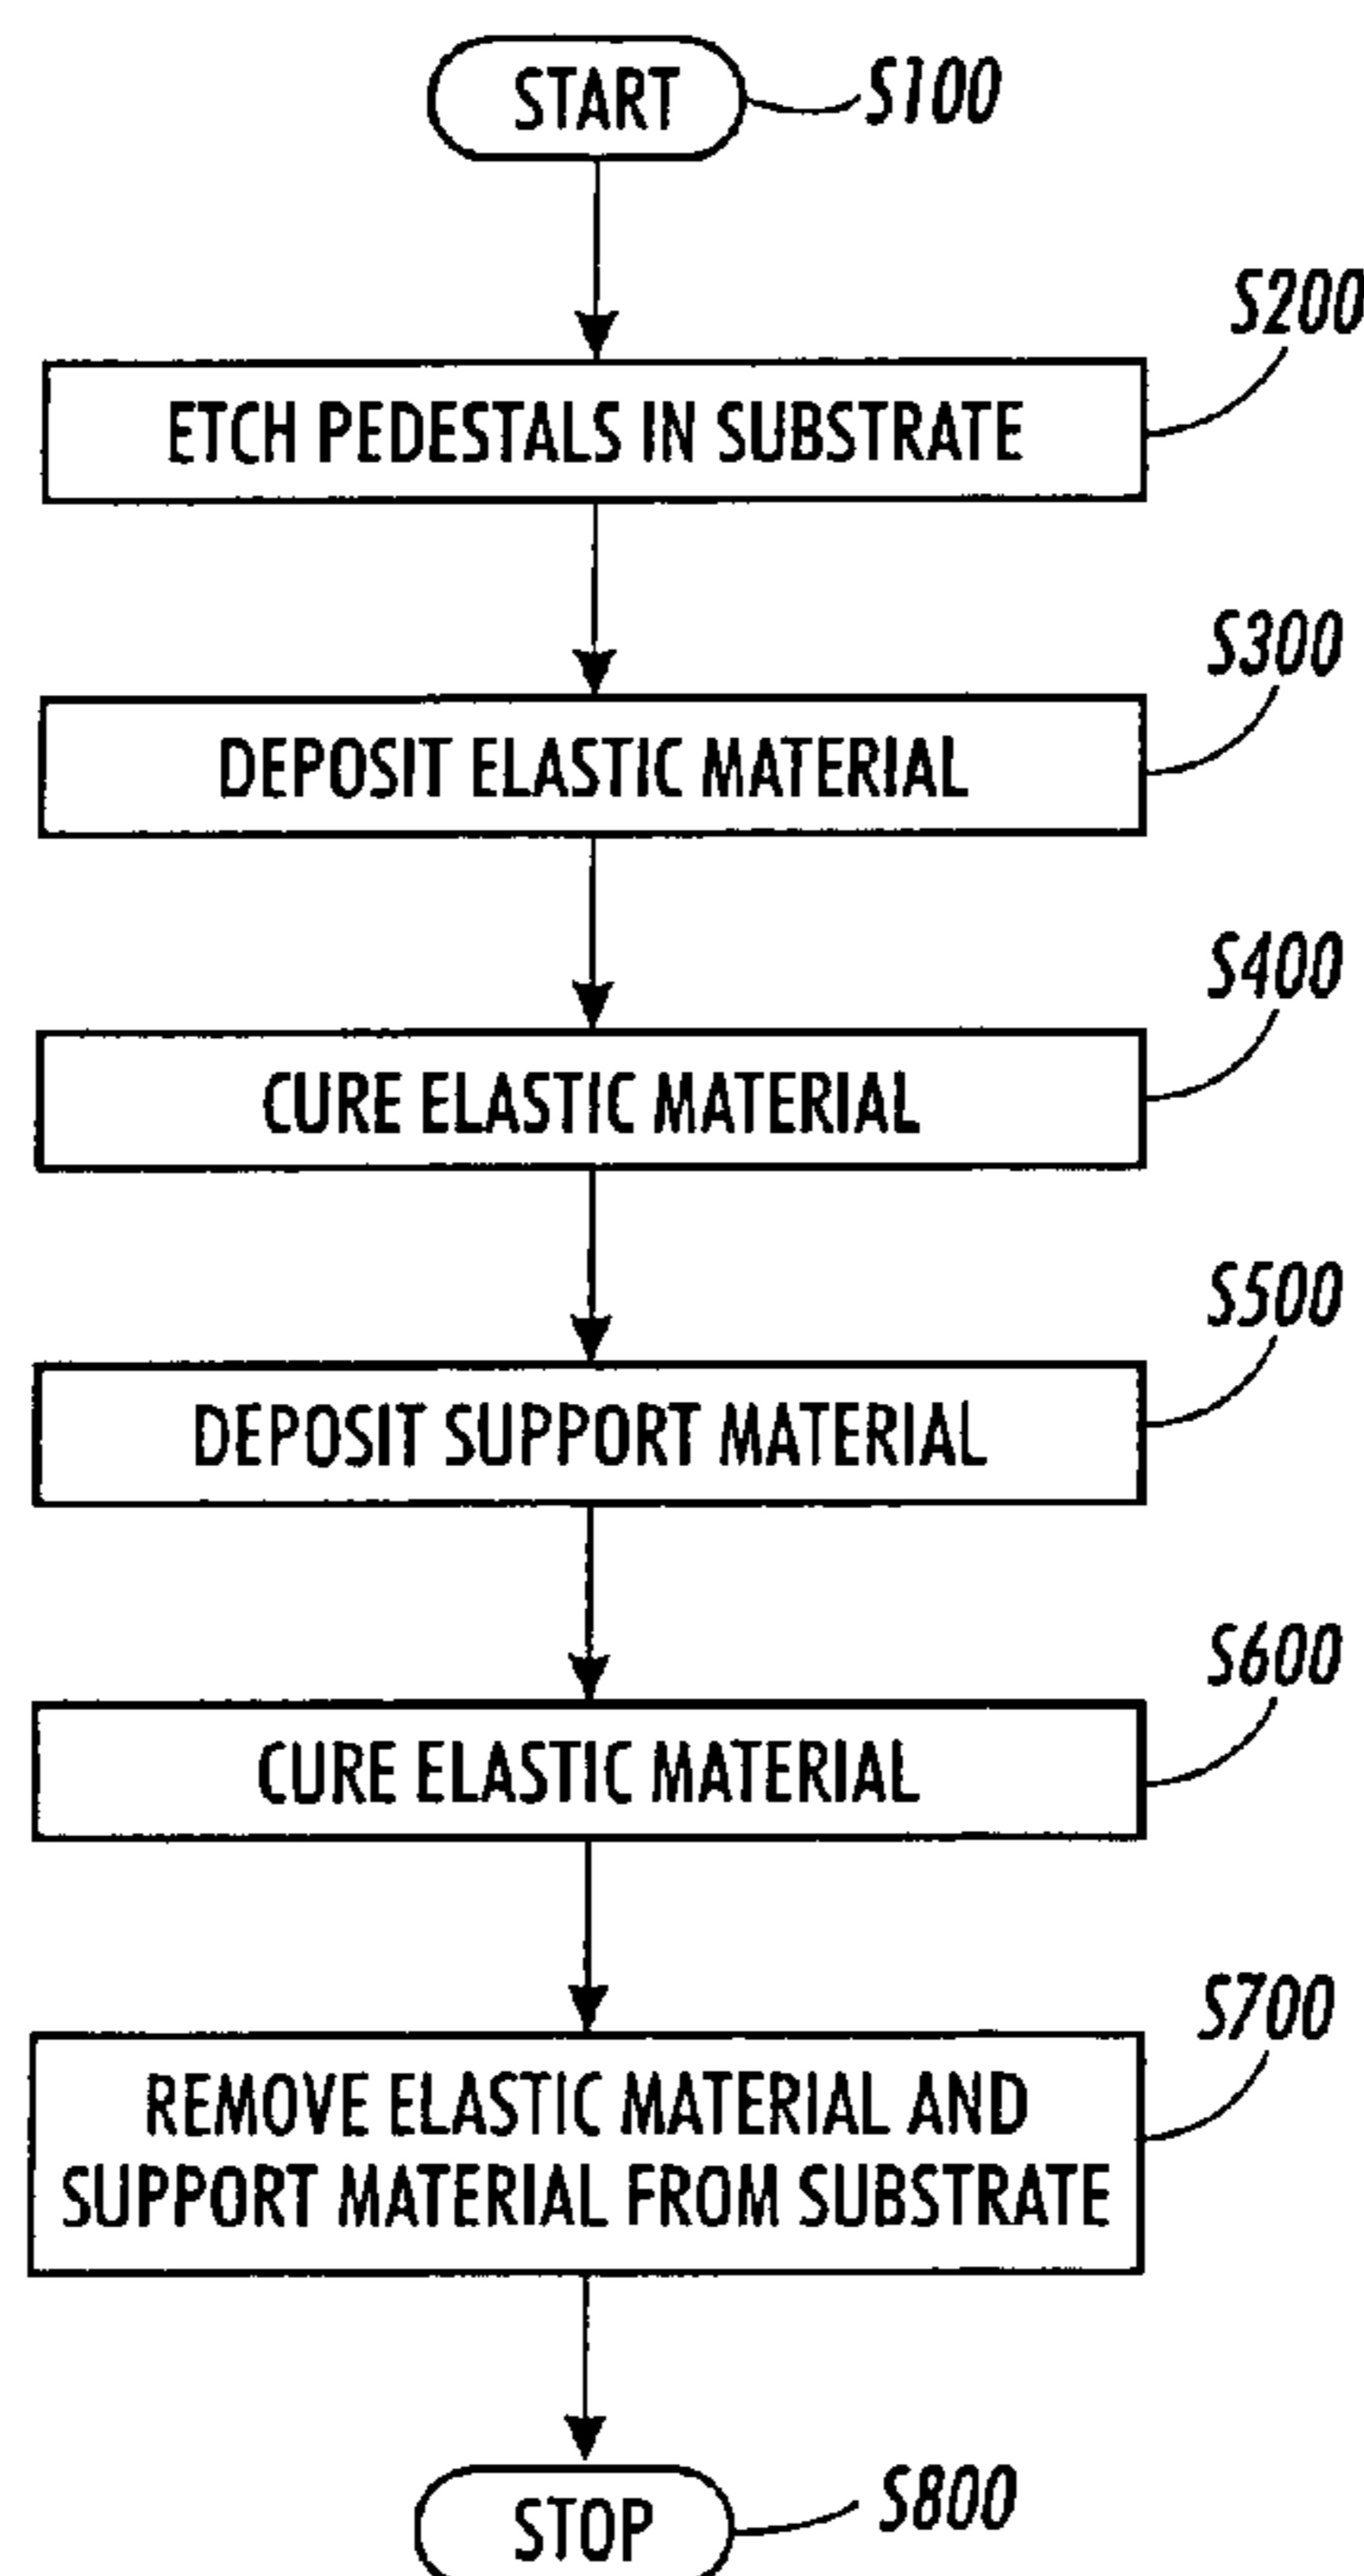 START
S100
S200
ETCH PEDESTALS IN SUBSTRATE
S300
DEPOSIT ELASTIC MATERIAL
S400
CURE ELASTIC MATERIAL
S500
DEPOSIT SUPPORT MATERIAL
S600
CURE ELASTIC MATERIAL
S700
REMOVE ELASTIC MATERIAL AND
SUPPORT MATERIAL FROM SUBSTRATE
STOP
S800